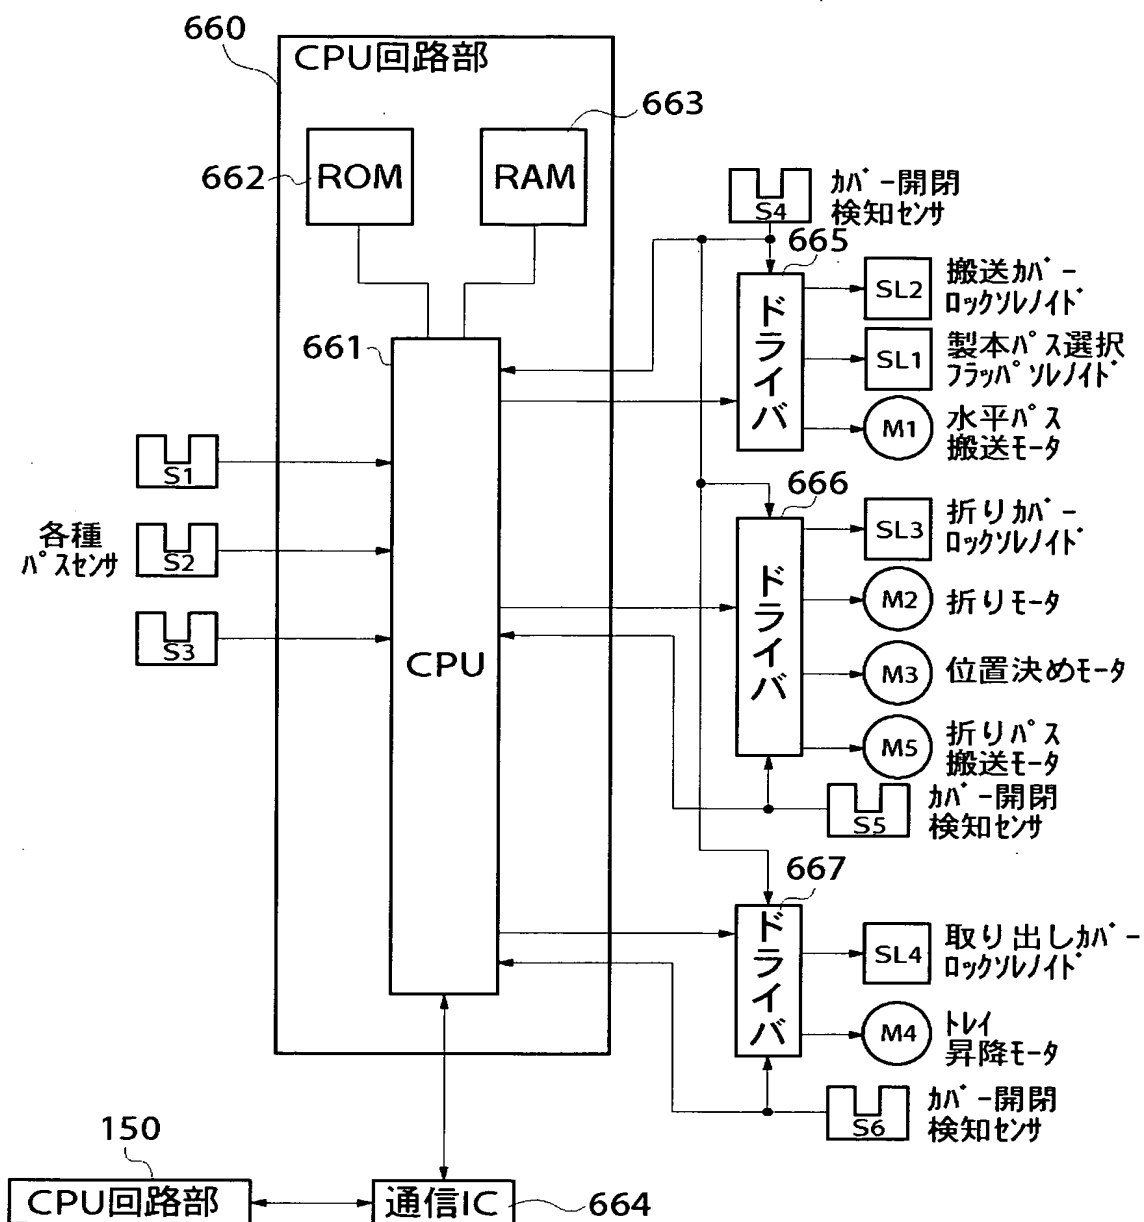 660
CPU回路部
663
662
ROM
RAM
S4
カバー開閉
検知センサ
665
ドライバ
SL2
搬送カバー
ロックソレノイド
661
SL1
製本パス選択
フラッパソレノイド
M1
水平パス
搬送モータ
S1
各種
パスセンサ
S2
S3
CPU
666
ドライバ
SL3
折りカバー
ロックソレノイド
M2
折りモータ
M3
位置決めモータ
M5
折りパス
搬送モータ
S5
カバー開閉
検知センサ
667
ドライバ
SL4
取り出しカバー
ロックソレノイド
M4
トレイ
昇降モータ
S6
カバー開閉
検知センサ
150
CPU回路部
通信IC
664